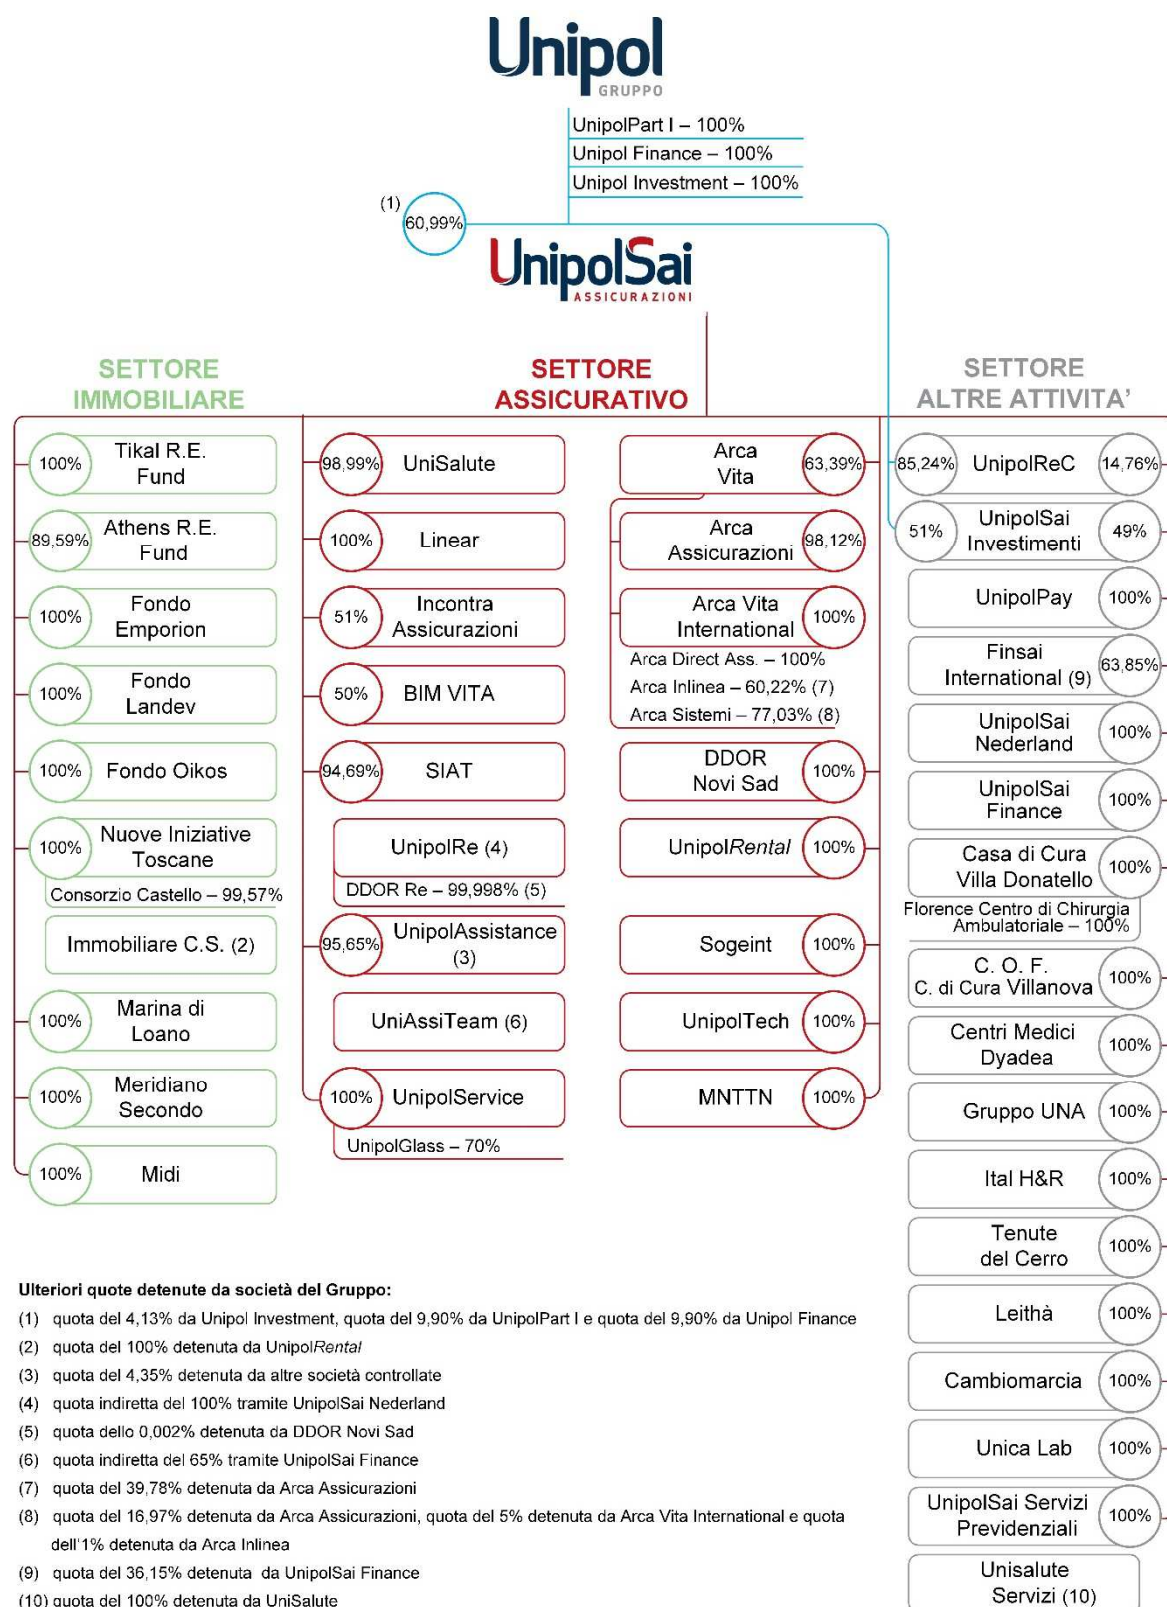 Unipol
GRUPPO
UnipolPart I – 100%
Unipol Finance – 100%
Unipol Investment – 100%
(1)
60,99%
UnipolSai
ASSICURAZIONI
SETTORE
IMMOBILIARE
100%
Tikal R.E.
Fund
89,59%
Athens R.E.
Fund
100%
Fondo
Emporion
100%
Fondo
Landev
100%
Fondo Oikos
100%
Nuove Iniziative
Toscane
Consorzio Castello – 99,57%
Immobiliare C.S. (2)
100%
Marina di
Loano
100%
Meridiano
Secondo
100%
Midi
SETTORE
ASSICURATIVO
98,99%
UniSalute
100%
Linear
51%
Incontra
Assicurazioni
50%
BIM VITA
94,69%
SIAT
UnipolRe (4)
DDOR Re – 99,998% (5)
95,65%
UnipolAssistance
(3)
UniAssiTeam (6)
100%
UnipolService
UnipolGlass – 70%
Arca
Vita
63,39%
Arca
Assicurazioni
98,12%
Arca Vita
International
100%
Arca Direct Ass. – 100%
Arca Inlinea – 60,22% (7)
Arca Sistemi – 77,03% (8)
DDOR
Novi Sad
100%
UnipolRental
100%
Sogeint
100%
UnipolTech
100%
MNTTN
100%
SETTORE
ALTRE ATTIVITA'
85,24%
UnipolReC
14,76%
51%
UnipolSai
Investimenti
49%
UnipolPay
100%
Finsai
International (9)
63,85%
UnipolSai
Nederland
100%
UnipolSai
Finance
100%
Casa di Cura
Villa Donatello
100%
Florence Centro di Chirurgia
Ambulatoriale – 100%
C. O. F.
C. di Cura Villanova
100%
Centri Medici
Dyadea
100%
Gruppo UNA
100%
Ital H&R
100%
Tenute
del Cerro
100%
Leithà
100%
Cambiomarcia
100%
Unica Lab
100%
UnipolSai Servizi
Previdenziali
100%
Unisalute
Servizi (10)
Ulteriori quote detenute da società del Gruppo:
(1) quota del 4,13% da Unipol Investment, quota del 9,90% da UnipolPart I e quota del 9,90% da Unipol Finance
(2) quota del 100% detenuta da UnipolRental
(3) quota del 4,35% detenuta da altre società controllate
(4) quota indiretta del 100% tramite UnipolSai Nederland
(5) quota dello 0,002% detenuta da DDOR Novi Sad
(6) quota indiretta del 65% tramite UnipolSai Finance
(7) quota del 39,78% detenuta da Arca Assicurazioni
(8) quota del 16,97% detenuta da Arca Assicurazioni, quota del 5% detenuta da Arca Vita International e quota
dell'1% detenuta da Arca Inlinea
(9) quota del 36,15% detenuta da UnipolSai Finance
(10) quota del 100% detenuta da UniSalute